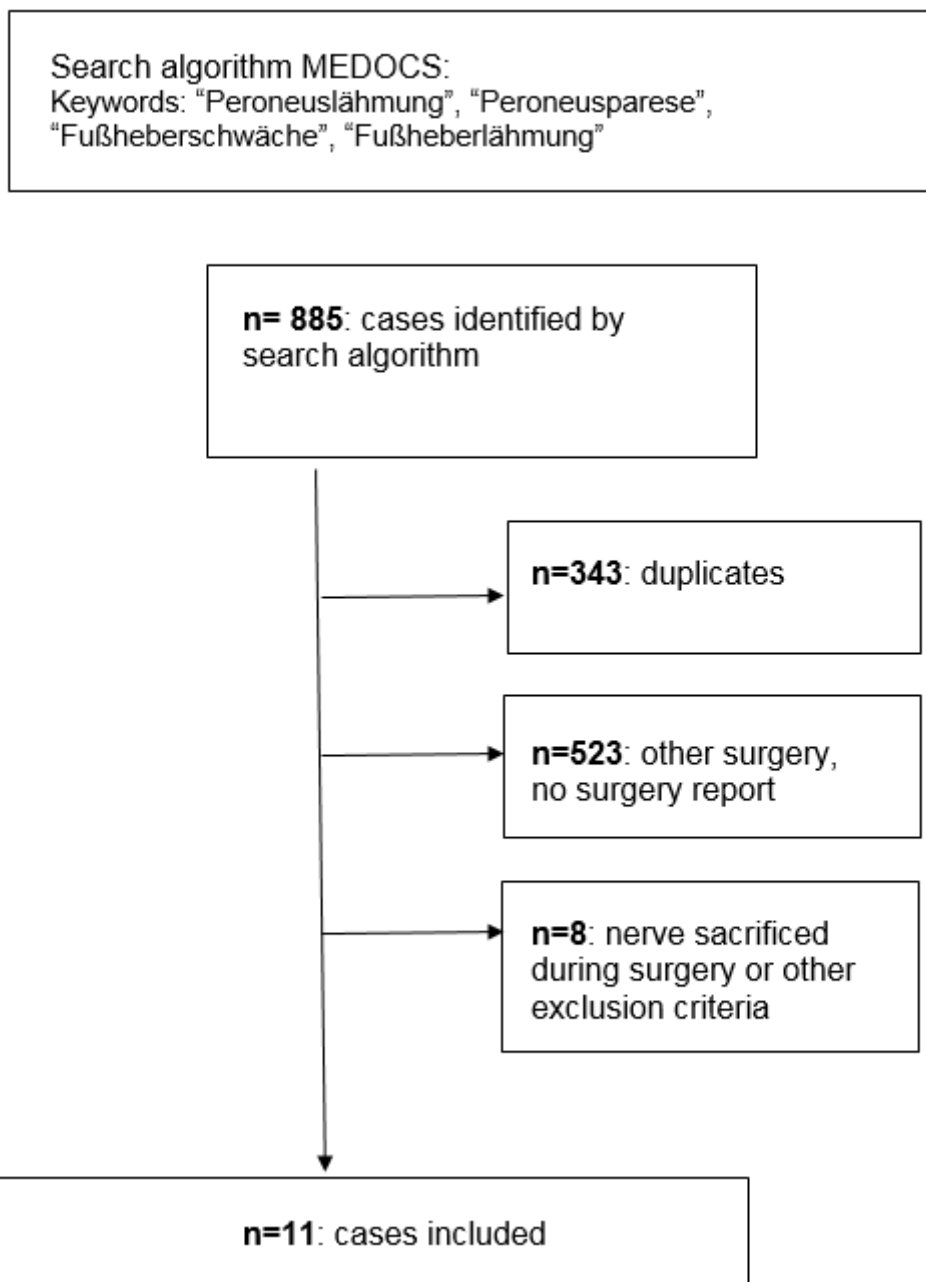 Search algorithm MEDOCS:
Keywords: “Peroneuslähmung”, “Peroneusparese”,
“Fußheberschwäche”, “Fußheberlähmung”
n= 885: cases identified by
search algorithm
n=343: duplicates
n=523: other surgery,
no surgery report
n=8: nerve sacrificed
during surgery or other
exclusion criteria
n=11: cases included